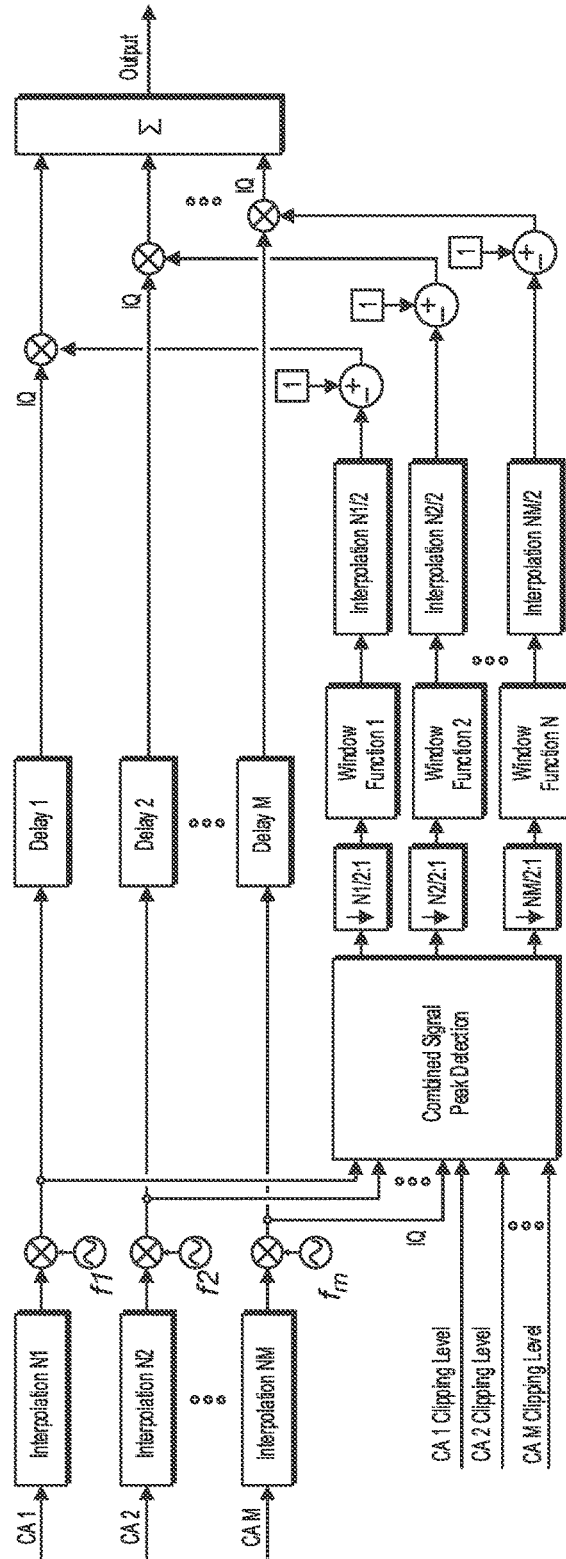 CA 1
Interpolation N1
f1
Delay 1
IQ
Σ
Output
CA 2
Interpolation N2
f2
Delay 2
IQ
CA M
Interpolation NM
fm
Delay M
IQ
IQ
CA 1 Clipping Level
CA 2 Clipping Level
CA M Clipping Level
Combined Signal
Peak Detection
N1/2:1
Window
Function 1
Interpolation N1/2
1
+
−
N2/2:1
Window
Function 2
Interpolation N2/2
1
+
−
NM/2:1
Window
Function N
Interpolation NM/2
1
+
−